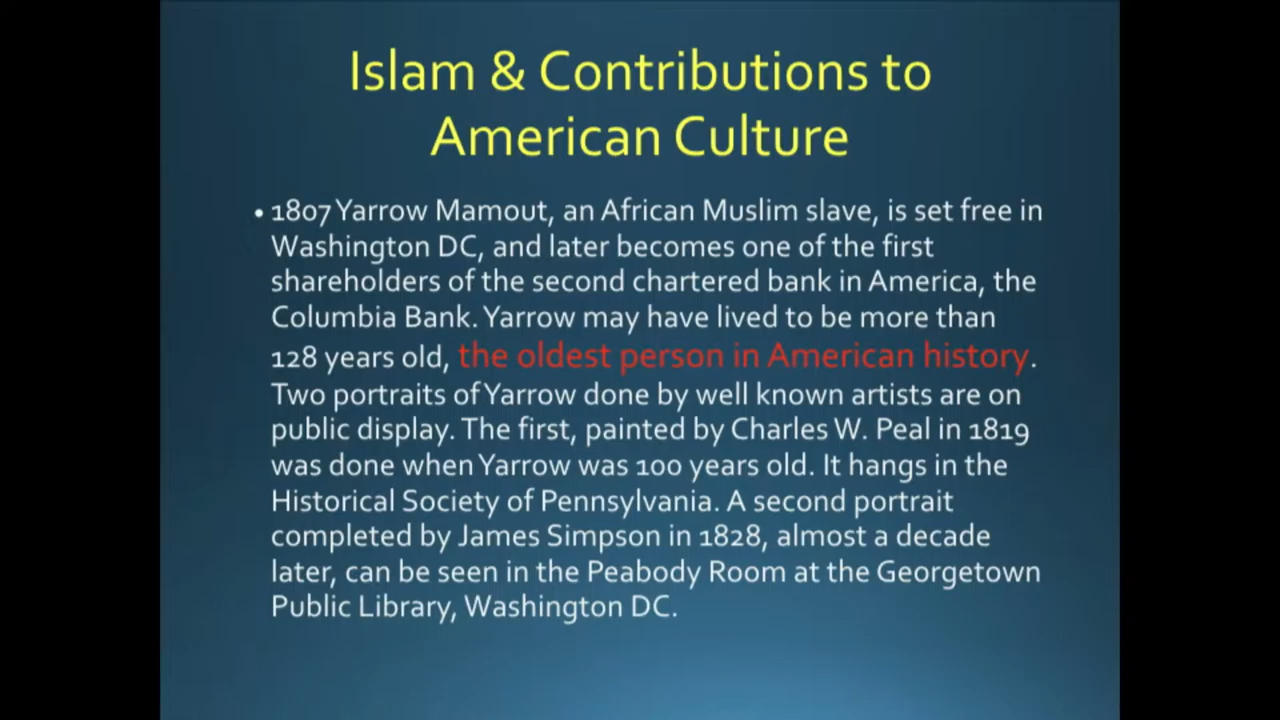 Islam & Contributions to
American Culture
• 1807 Yarrow Mamout, an African Muslim slave, is set free in
Washington DC, and later becomes one of the first
shareholders of the second chartered bank in America, the
Columbia Bank. Yarrow may have lived to be more than
128 years old, the oldest person in American history.
Two portraits of Yarrow done by well known artists are on
public display. The first, painted by Charles W. Peal in 1819
was done when Yarrow was 100 years old. It hangs in the
Historical Society of Pennsylvania. A second portrait
completed by James Simpson in 1828, almost a decade
later, can be seen in the Peabody Room at the Georgetown
Public Library, Washington DC.